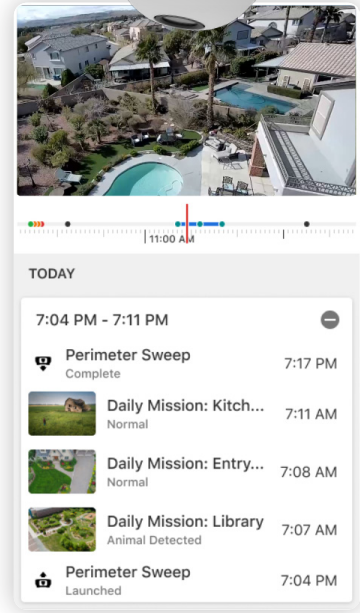 11:00 AM
TODAY
7:04 PM - 7:11 PM
Perimeter Sweep
Complete
7:17 PM
Daily Mission: Kitch...
Normal
7:11 AM
Daily Mission: Entry...
Normal
7:08 AM
Daily Mission: Library
Animal Detected
7:07 AM
Perimeter Sweep
Launched
7:04 PM